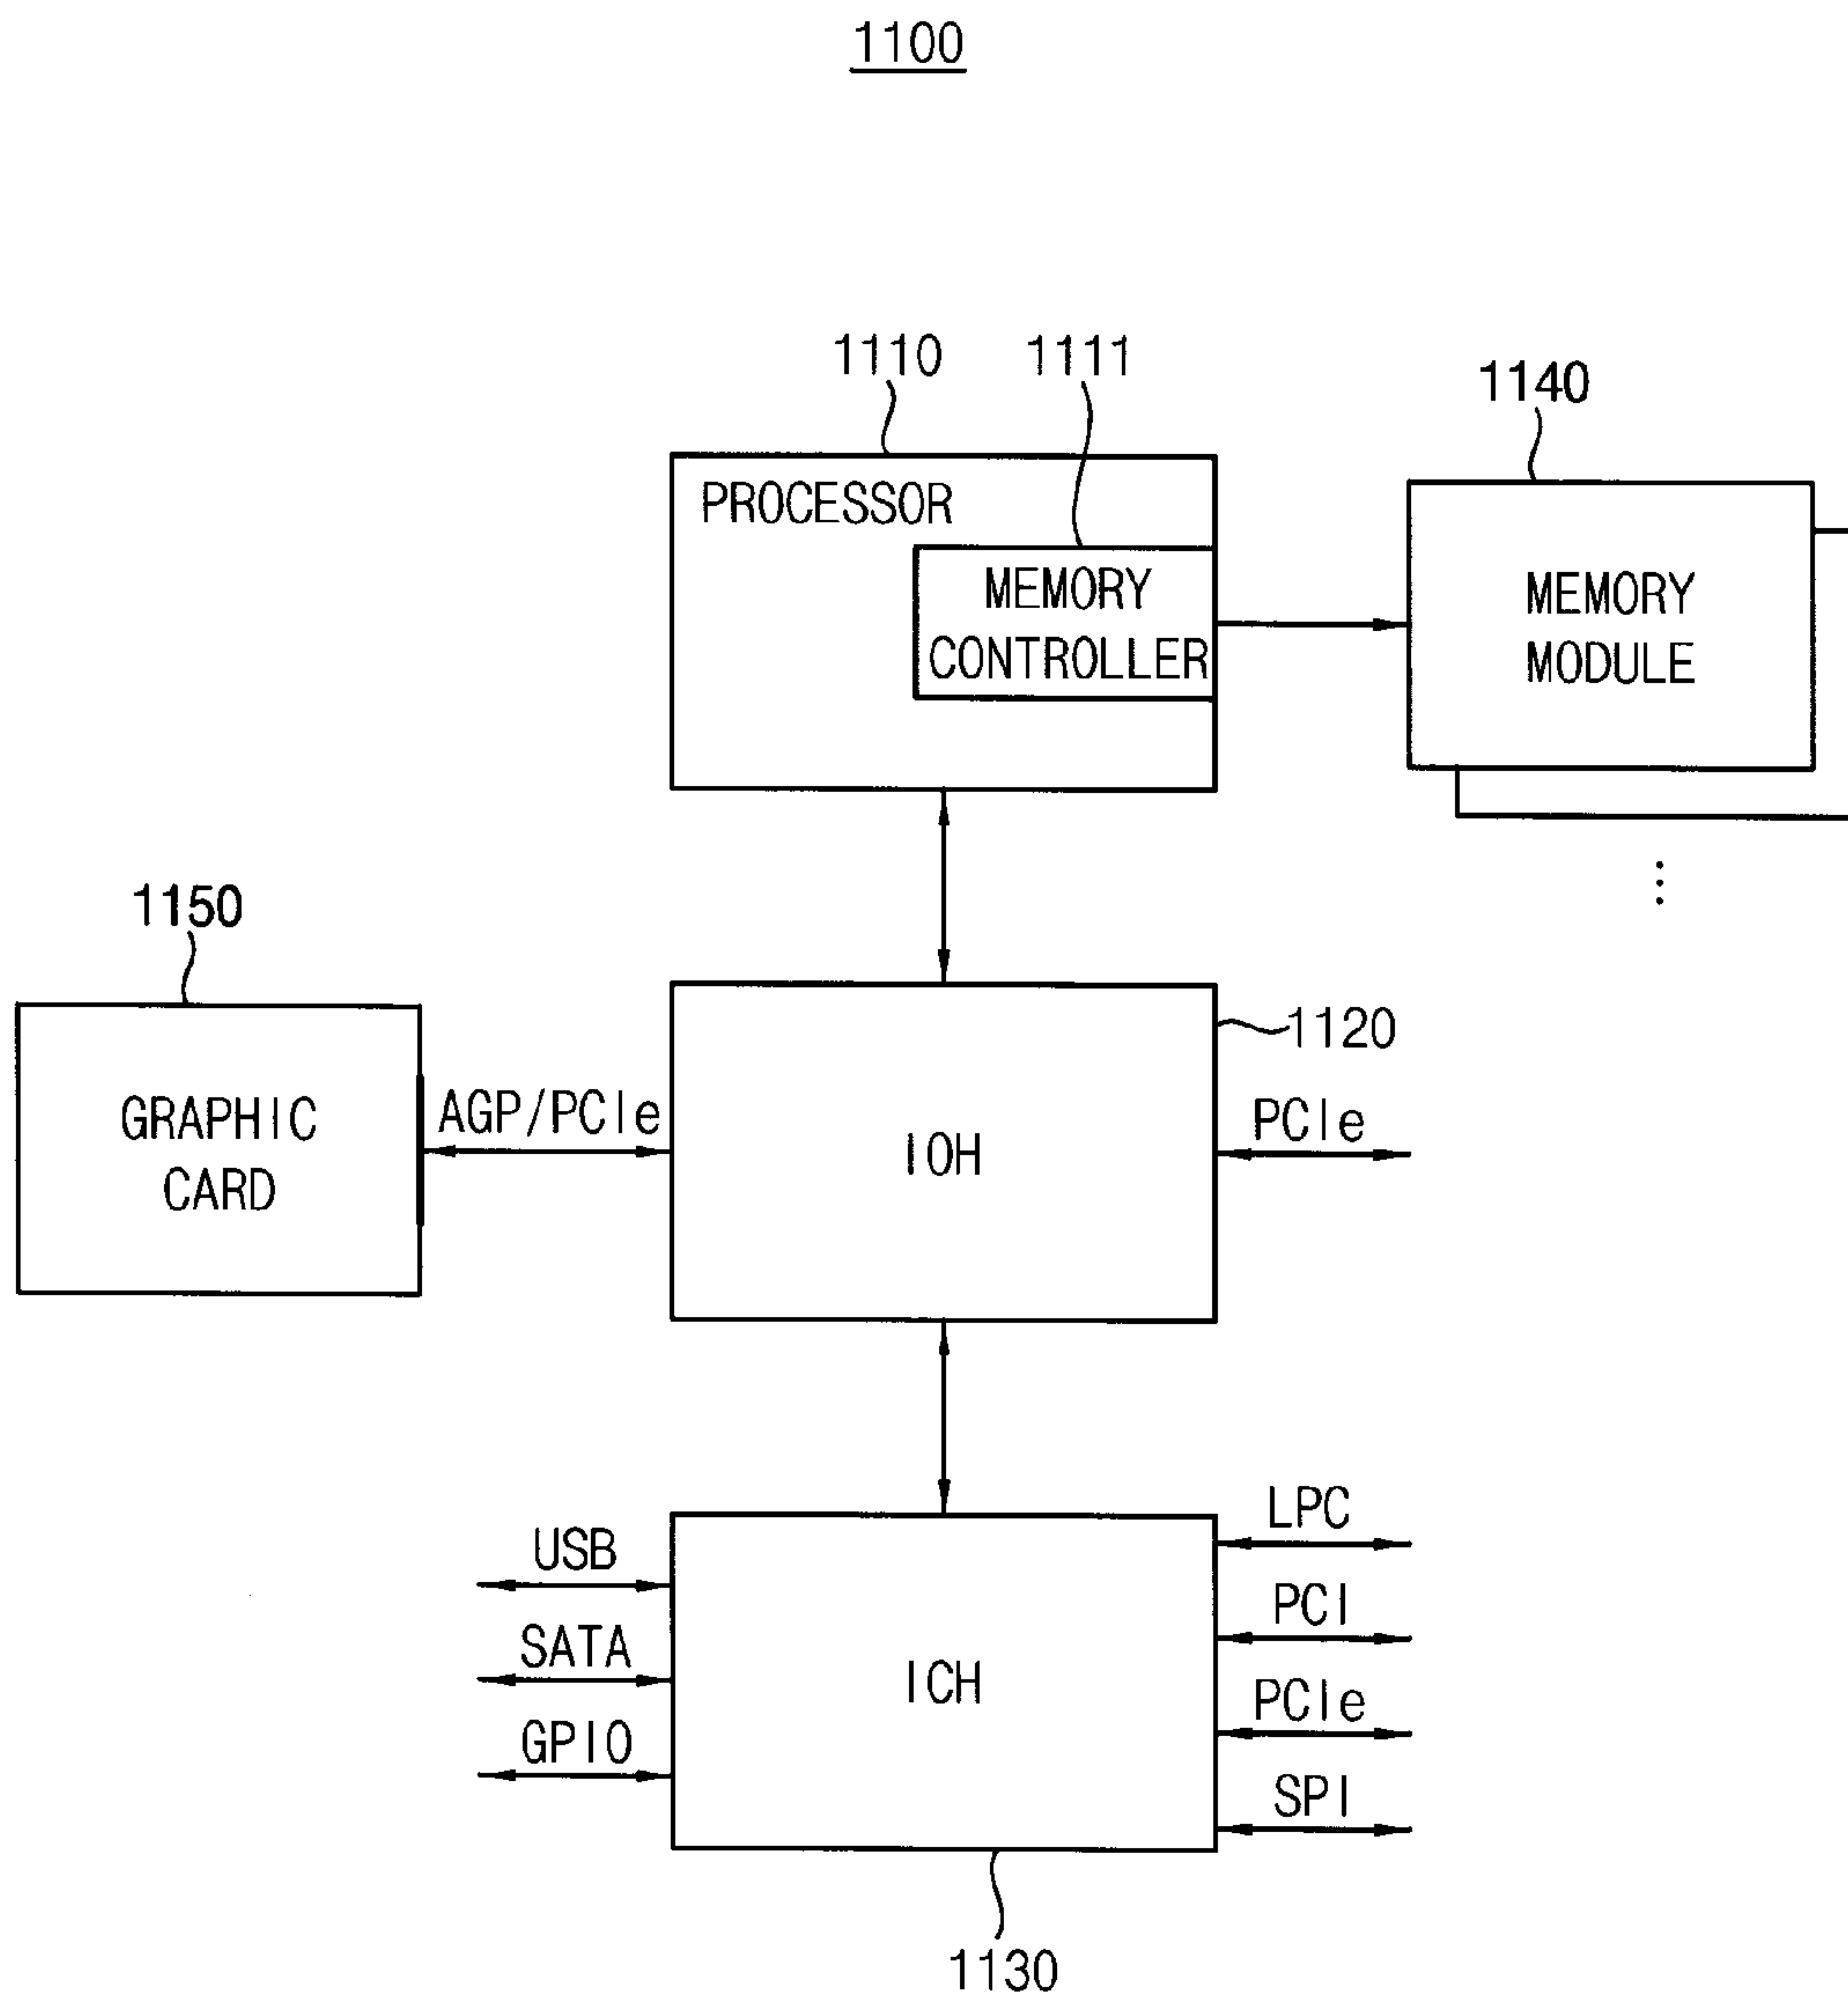 1100
1110
1111
1140
PROCESSOR
MEMORY
CONTROLLER
MEMORY
MODULE
1150
1120
GRAPHIC
CARD
AGP/PCIe
IOH
PCIe
USB
SATA
GPIO
ICH
LPC
PCI
PCIe
SPI
1130